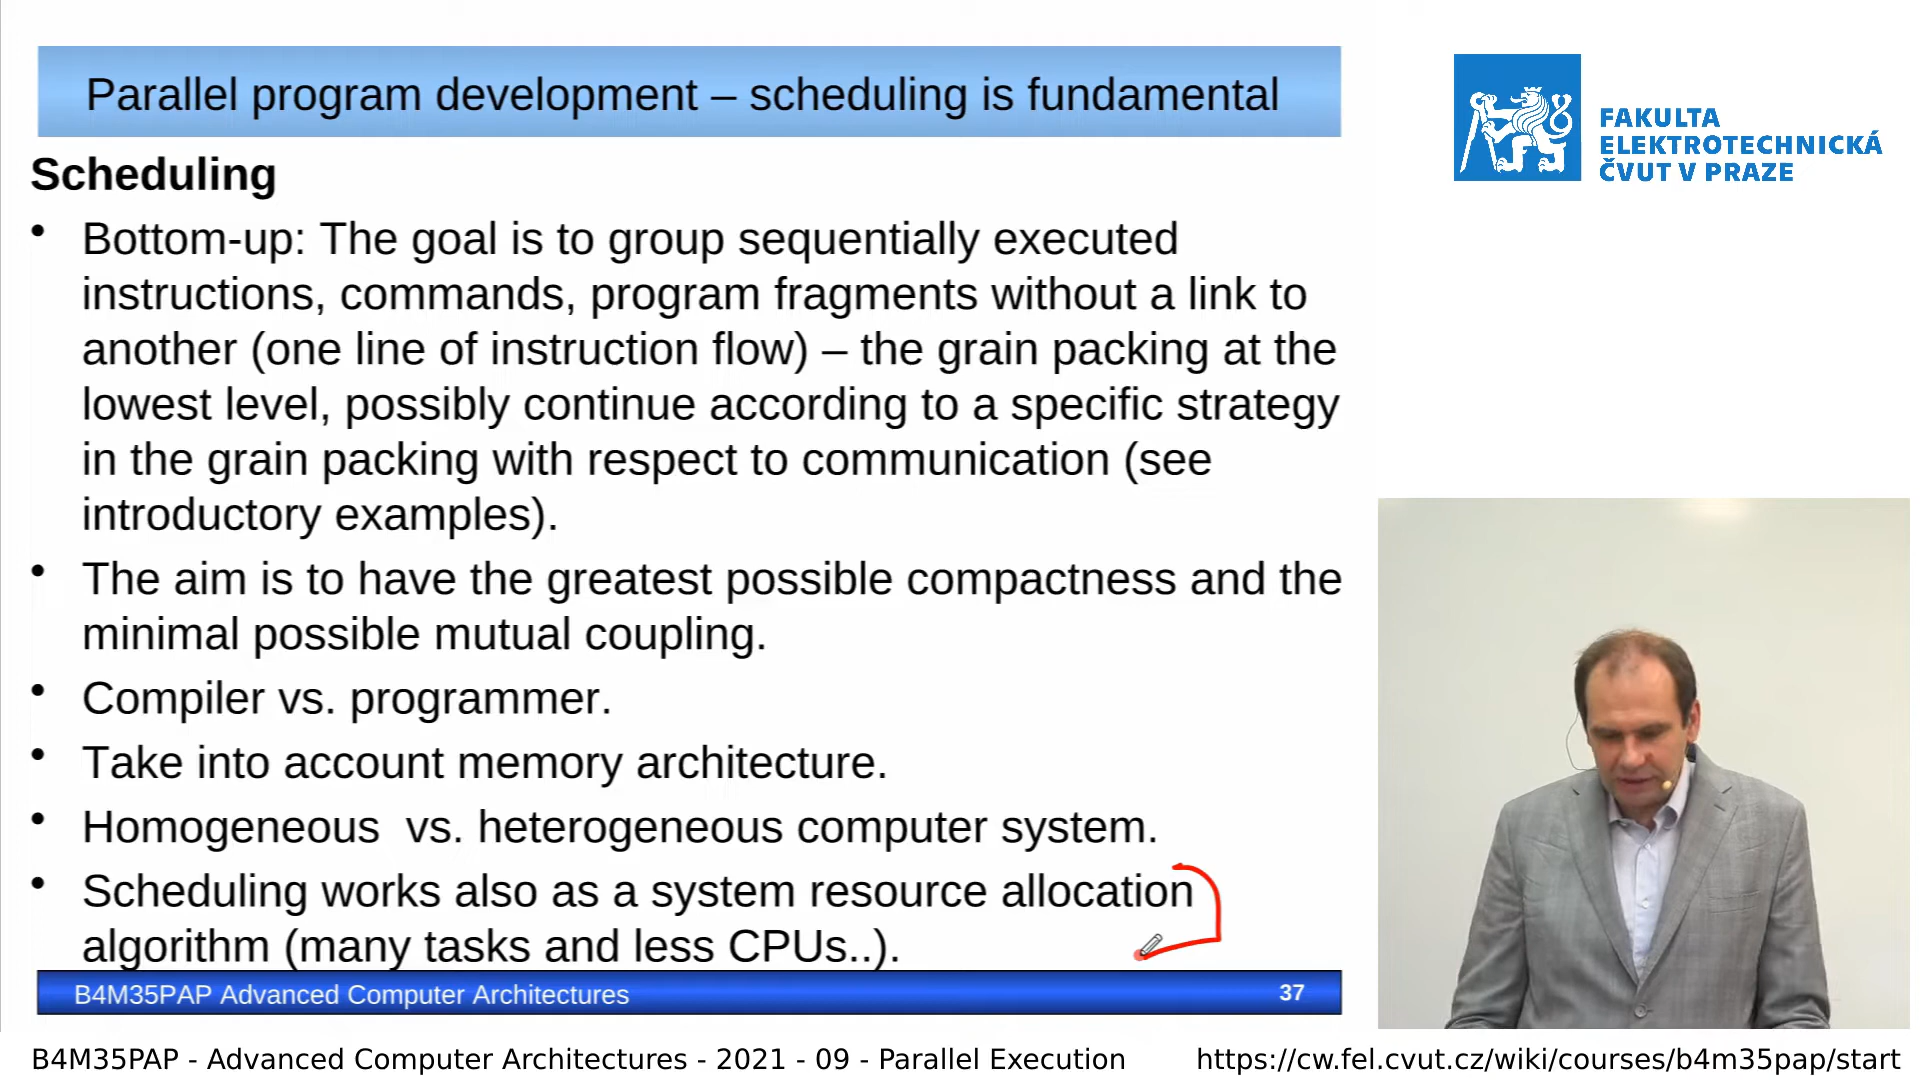 Parallel program development – scheduling is fundamental
FAKULTA
ELEKTROTECHNICKÁ
ČVUT V PRAZE
Scheduling
• Bottom-up: The goal is to group sequentially executed
instructions, commands, program fragments without a link to
another (one line of instruction flow) – the grain packing at the
lowest level, possibly continue according to a specific strategy
in the grain packing with respect to communication (see
introductory examples).
• The aim is to have the greatest possible compactness and the
minimal possible mutual coupling.
• Compiler vs. programmer.
• Take into account memory architecture.
• Homogeneous vs. heterogeneous computer system.
• Scheduling works also as a system resource allocation
algorithm (many tasks and less CPUs..).
B4M35PAP Advanced Computer Architectures 37
B4M35PAP - Advanced Computer Architectures - 2021 - 09 - Parallel Execution https://cw.fel.cvut.cz/wiki/courses/b4m35pap/start